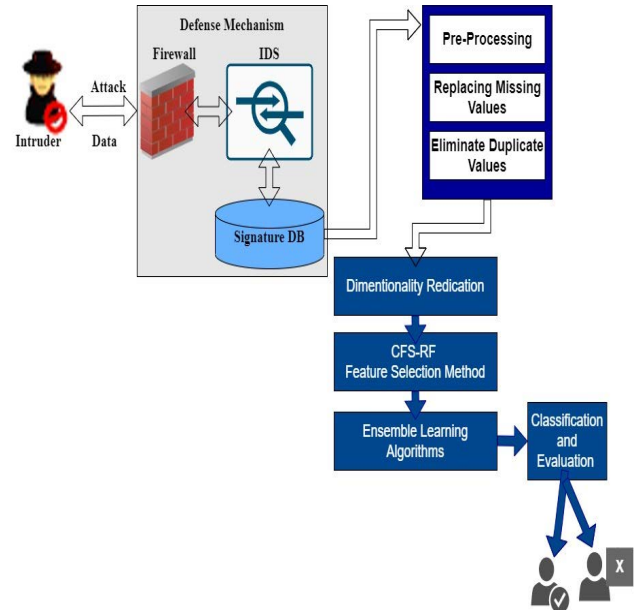 Defense Mechanism
Firewall
IDS
Attack
Intruder
Data
Signature DB
Pre-Processing
Replacing Missing
Values
Eliminate Duplicate
Values
Dimentionality Redication
CFS-RF
Feature Selection Method
Ensemble Learning
Algorithms
Classification
and
Evaluation
X